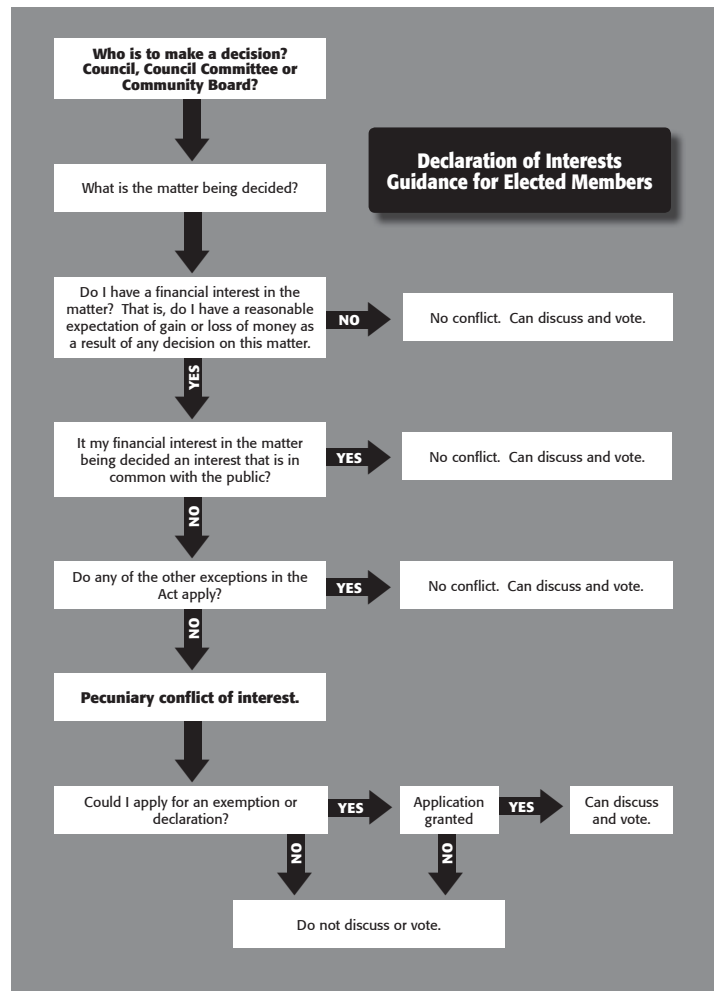 Who is to make a decision?
Council, Council Committee or
Community Board?
Declaration of Interests
Guidance for Elected Members
What is the matter being decided?
Do I have a financial interest in the
matter?  That is, do I have a reasonable
expectation of gain or loss of money as
a result of any decision on this matter.
NO
No conflict.  Can discuss and vote.
YES
It my financial interest in the matter
being decided an interest that is in
common with the public?
YES
No conflict.  Can discuss and vote.
NO
Do any of the other exceptions in the
Act apply?
YES
No conflict.  Can discuss and vote.
NO
Pecuniary conflict of interest.
Could I apply for an exemption or
declaration?
YES
Application
granted
YES
Can discuss
and vote.
NO
NO
Do not discuss or vote.